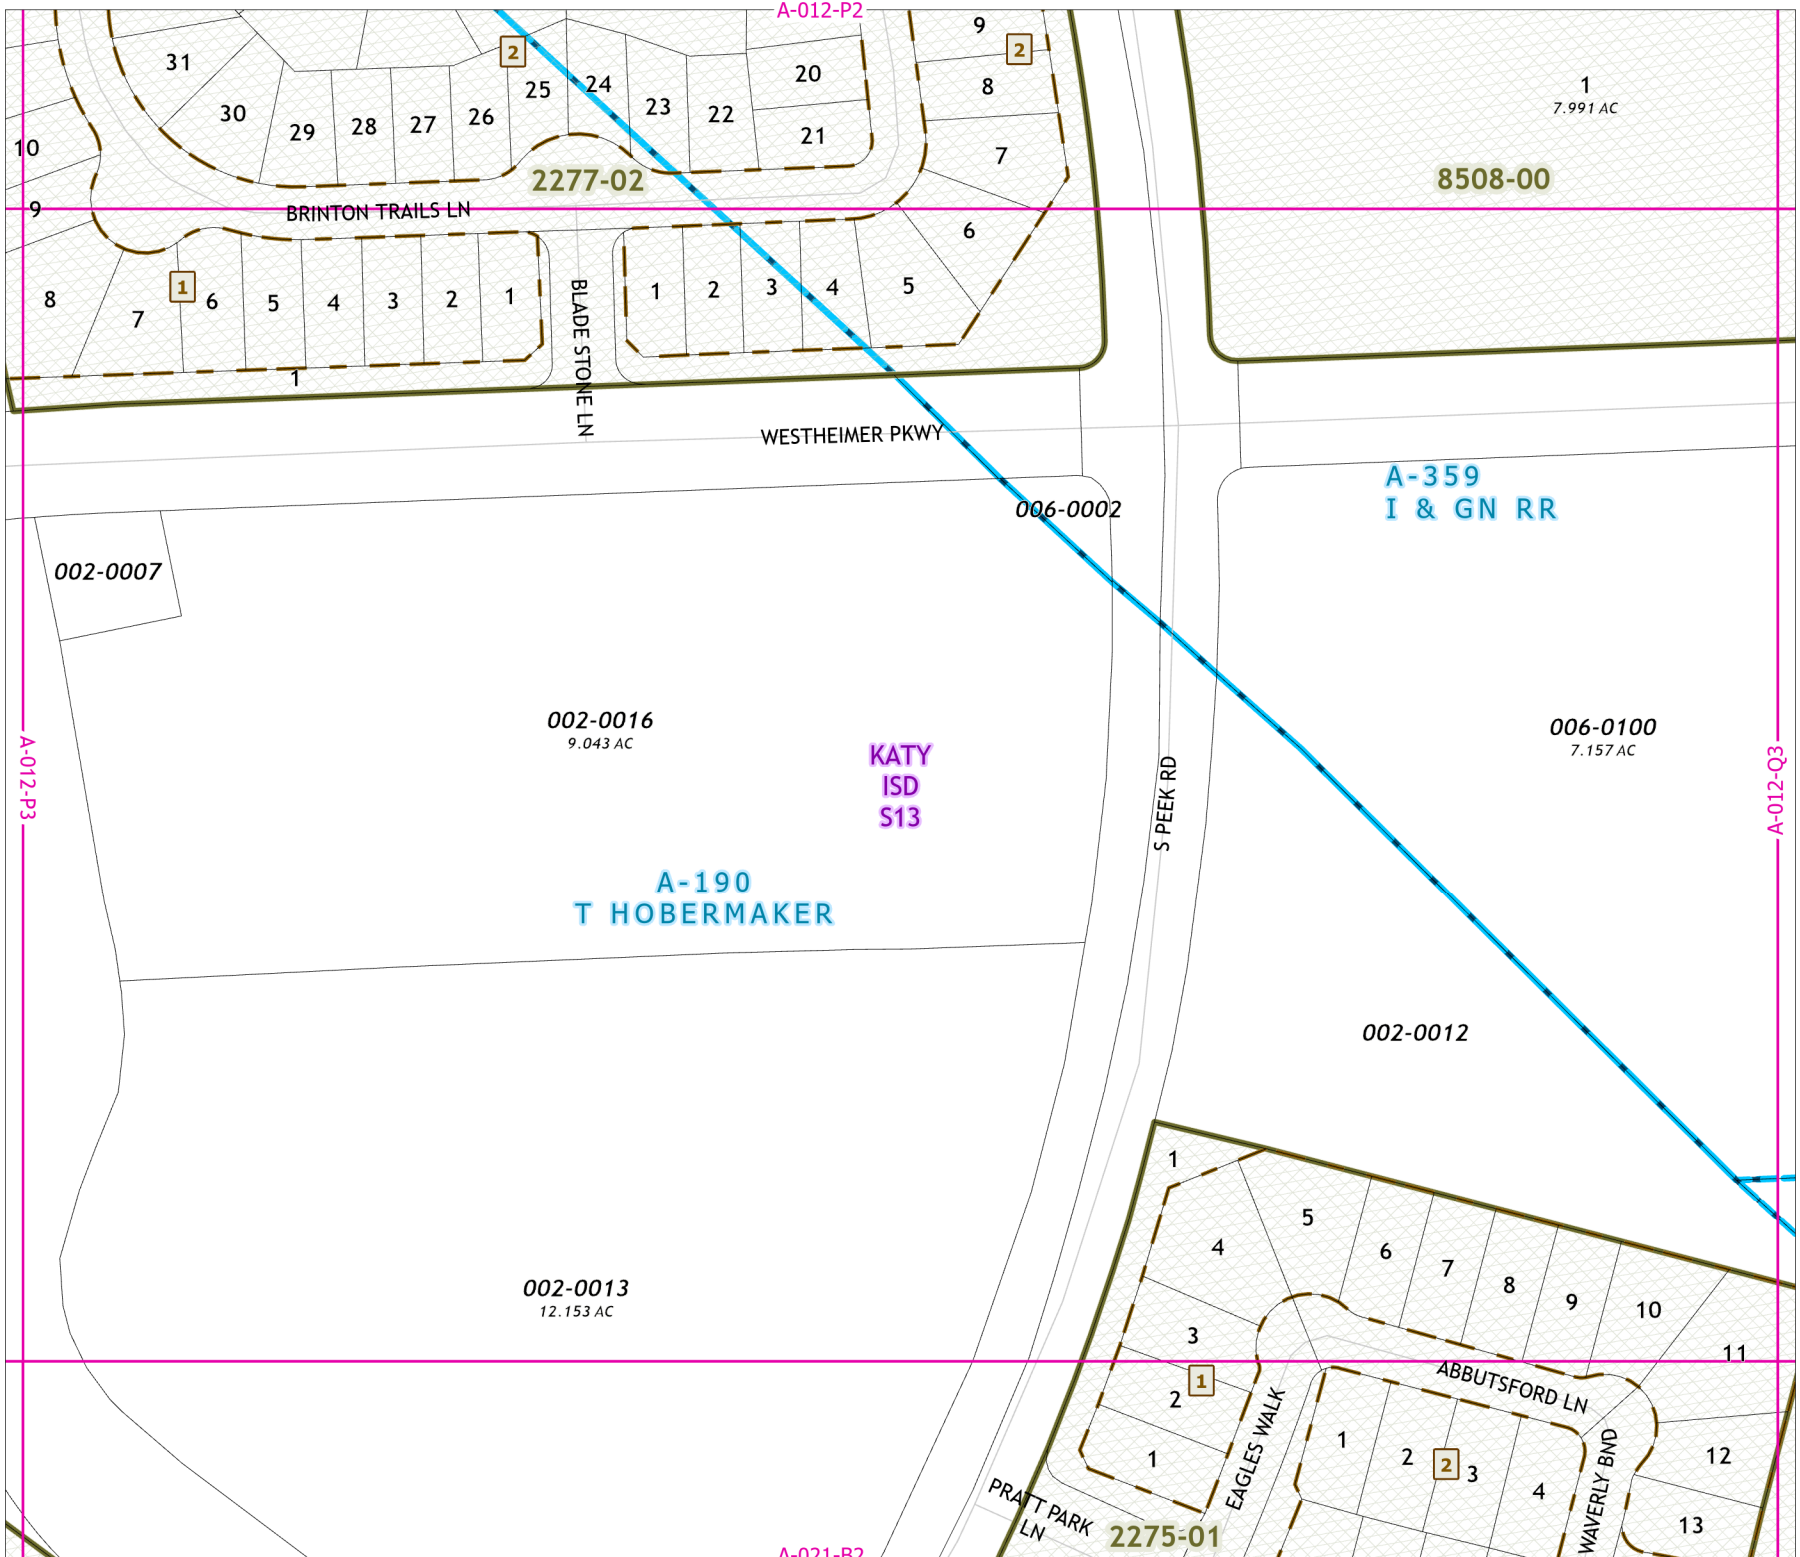 A-012-P2
9
2
2
31
25
24
20
8
1
7.991 AC
30
29
28
27
26
23
22
21
10
7
2277-02
8508-00
9
BRINTON TRAILS LN
6
8
7
1
6
5
4
3
2
1
1
2
3
4
5
BLADE STONE LN
1
WESTHEIMER PKWY
A-359
I & GN RR
006-0002
002-0007
002-0016
9.043 AC
006-0100
7.157 AC
KATY
ISD
S13
A-012-P3
A-012-Q3
S PEEK RD
A-190
T HOBERMAKER
002-0012
1
5
4
6
7
8
9
10
11
3
002-0013
12.153 AC
1
2
ABBUTSFORD LN
1
EAGLES WALK
1
2
2
3
4
WAVERLY BND
12
13
PRATT PARK
LN
2275-01
A-021-B2